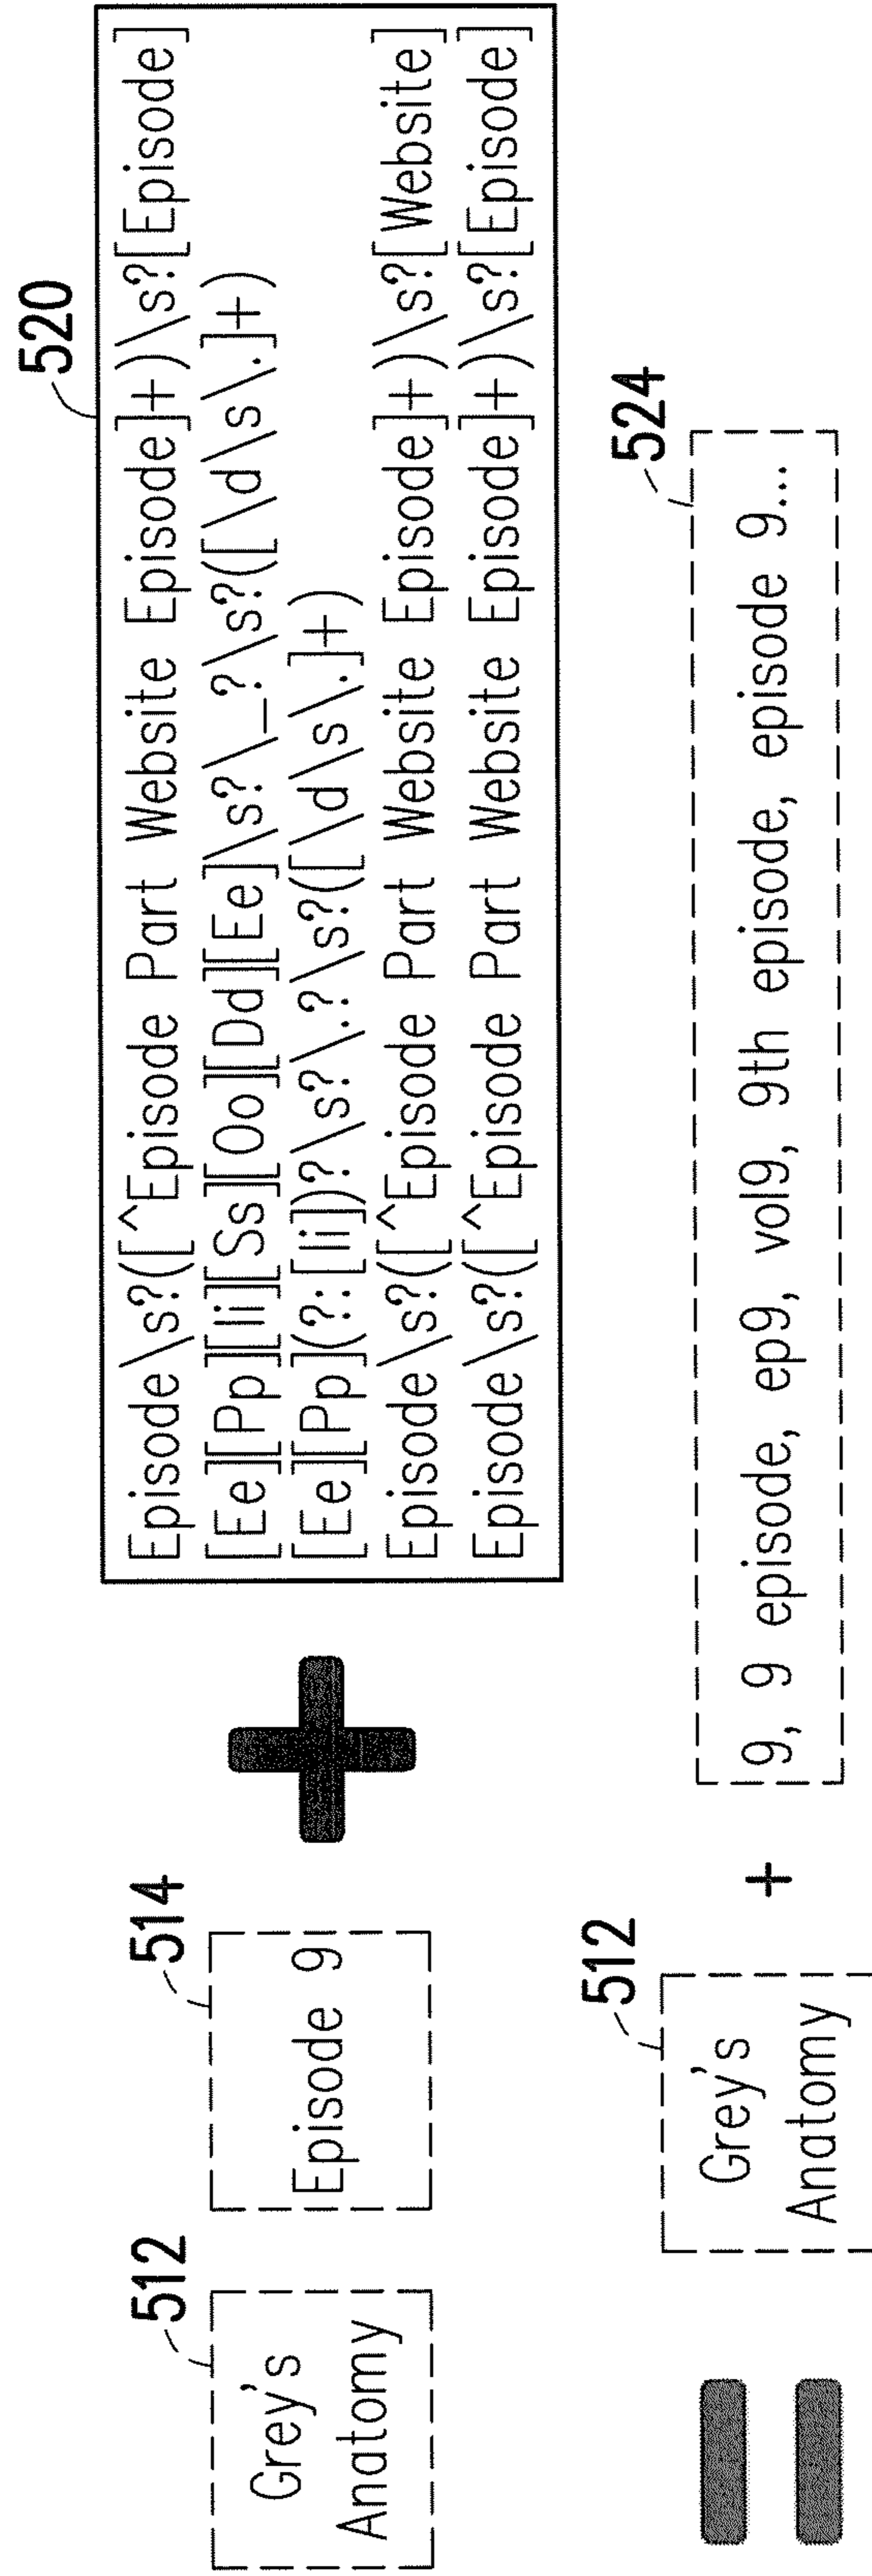 512
Grey's
Anatomy
514
Episode 9
520
Episode\s?([^Episode Part Website Episode]+)\s?[Episode]
[Ee][Pp][Ii][Ss][Oo][Dd][Ee]\s?\_?\s?([\d\s\.]+)
[Ee][Pp](?:[Ii])?\s?\.?\s?([\d\s\.]+)
Episode\s?([^Episode Part Website Episode]+)\s?[Website]
Episode\s?([^Episode Part Website Episode]+)\s?[Episode]
512
Grey's
Anatomy
+
524
9, 9 episode, ep9, vol9, 9th episode, episode 9...